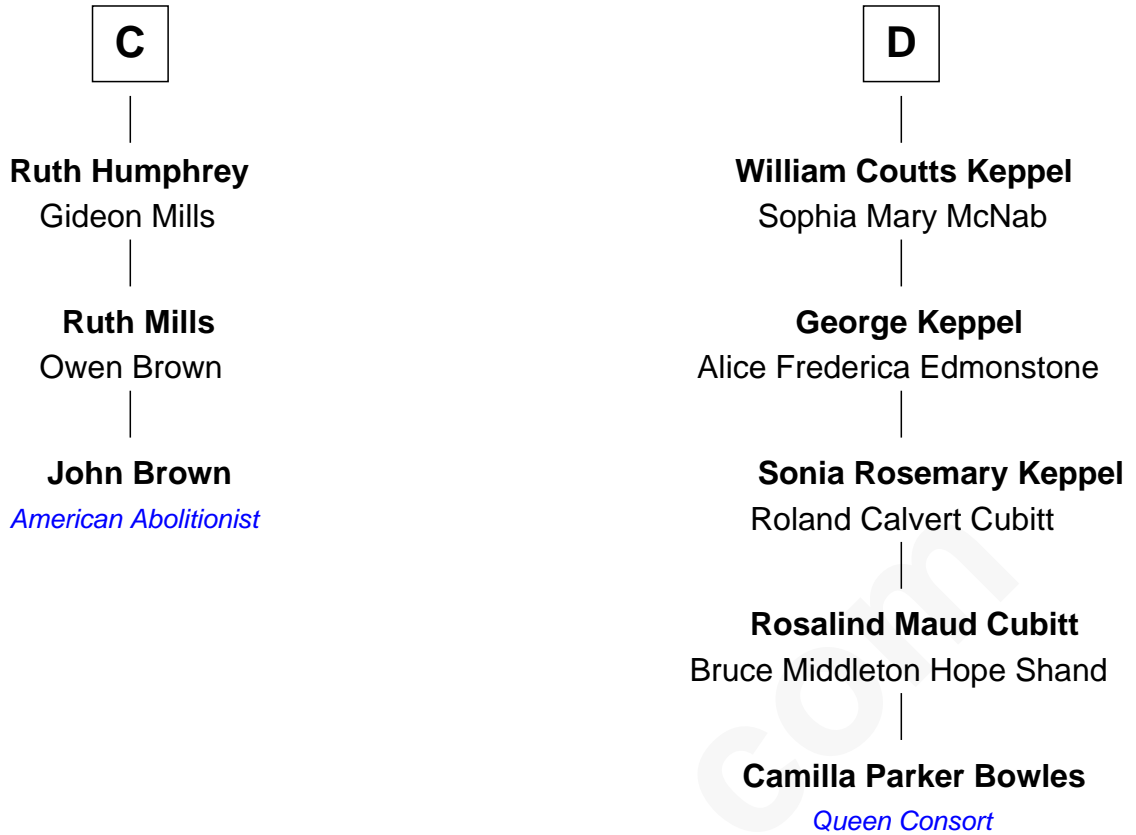 C
Ruth Humphrey
Gideon Mills
Ruth Mills
Owen Brown
John Brown
American Abolitionist
D
William Coutts Keppel
Sophia Mary McNab
George Keppel
Alice Frederica Edmonstone
Sonia Rosemary Keppel
Roland Calvert Cubitt
Rosalind Maud Cubitt
Bruce Middleton Hope Shand
Camilla Parker Bowles
Queen Consort
com